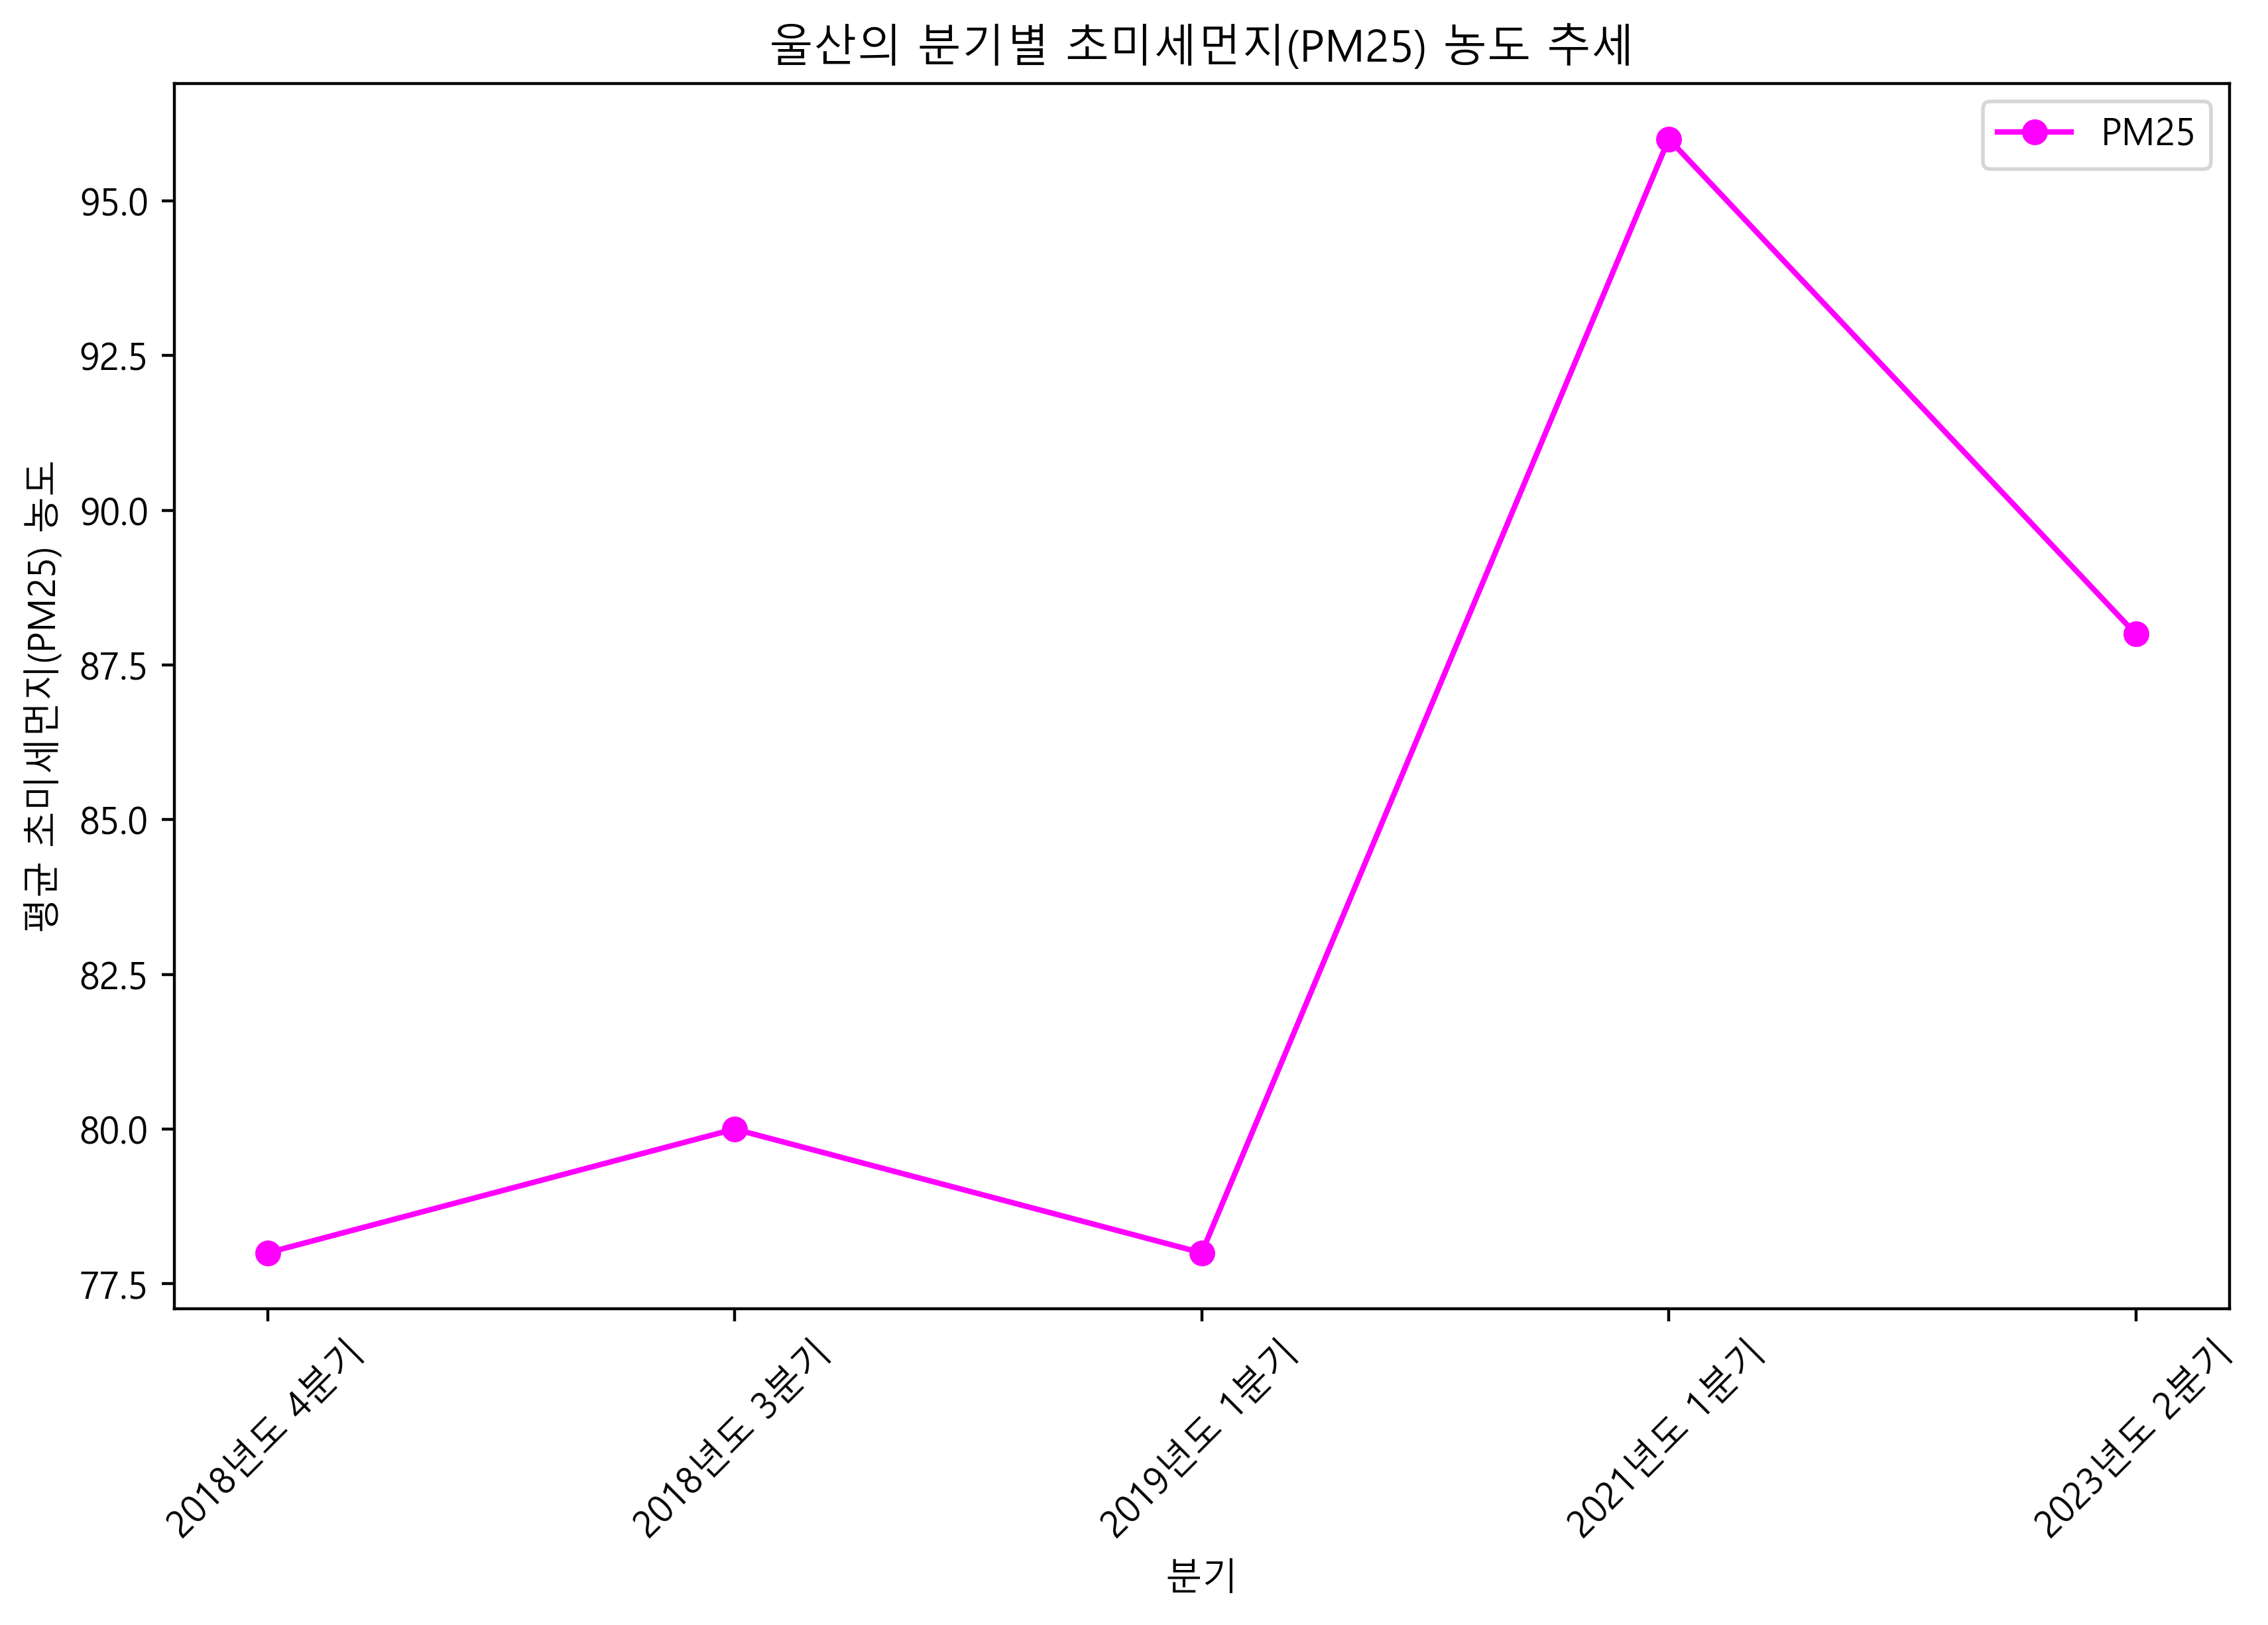 울산의 분기별 초미세먼지(PM25) 농도 추세
PM25
평균 초미세먼지(PM25) 농도
95.0
92.5
90.0
87.5
85.0
82.5
80.0
77.5
2018년도 4분기
2018년도 3분기
2019년도 1분기
2021년도 1분기
2023년도 2분기
분기